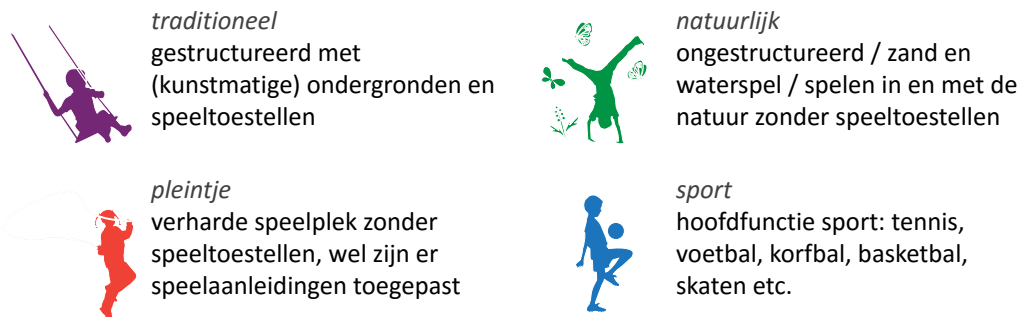 traditioneel
gestructureerd met
(kunstmatige) ondergronden en
speeltoestellen
natuurlijk
ongestructureerd / zand en
waterspel / spelen in en met de
natuur zonder speeltoestellen
pleintje
verharde speelplek zonder
speeltoestellen, wel zijn er
speelaanleidingen toegepast
sport
hoofdfunctie sport: tennis,
voetbal, korfbal, basketbal,
skaten etc.